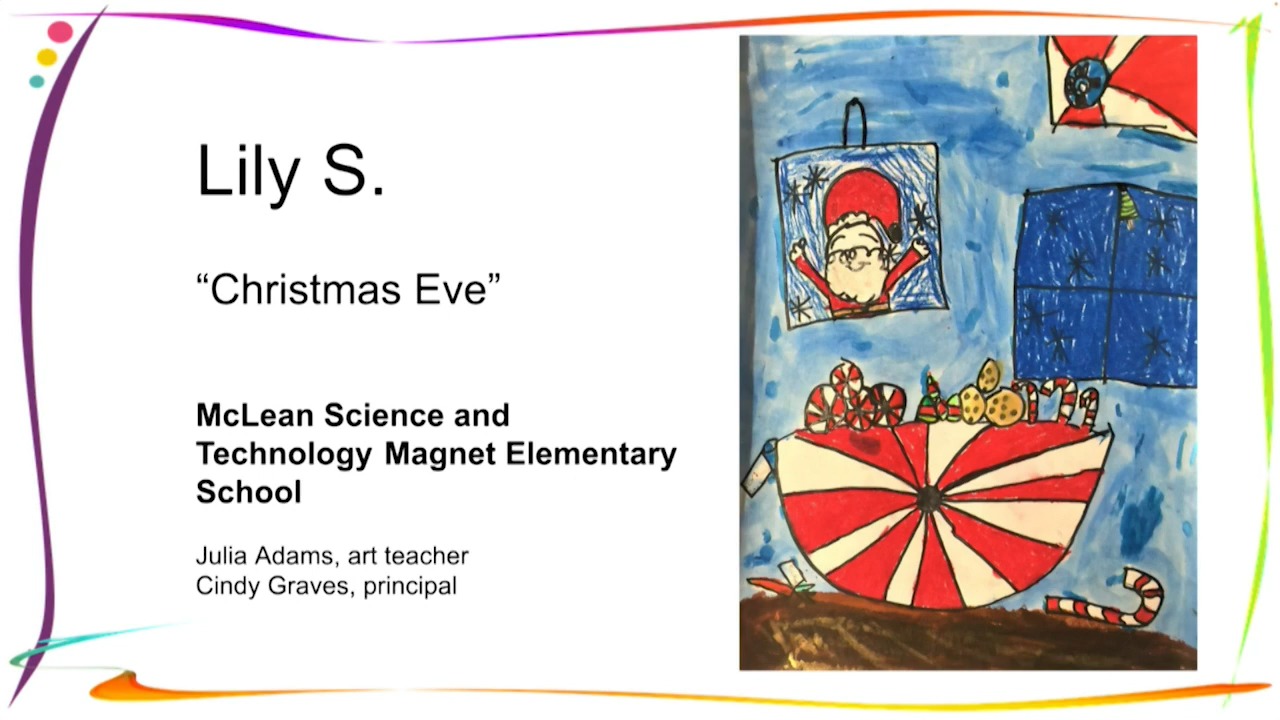 Lily S.
“Christmas Eve”
McLean Science and
Technology Magnet Elementary
School
Julia Adams, art teacher
Cindy Graves, principal